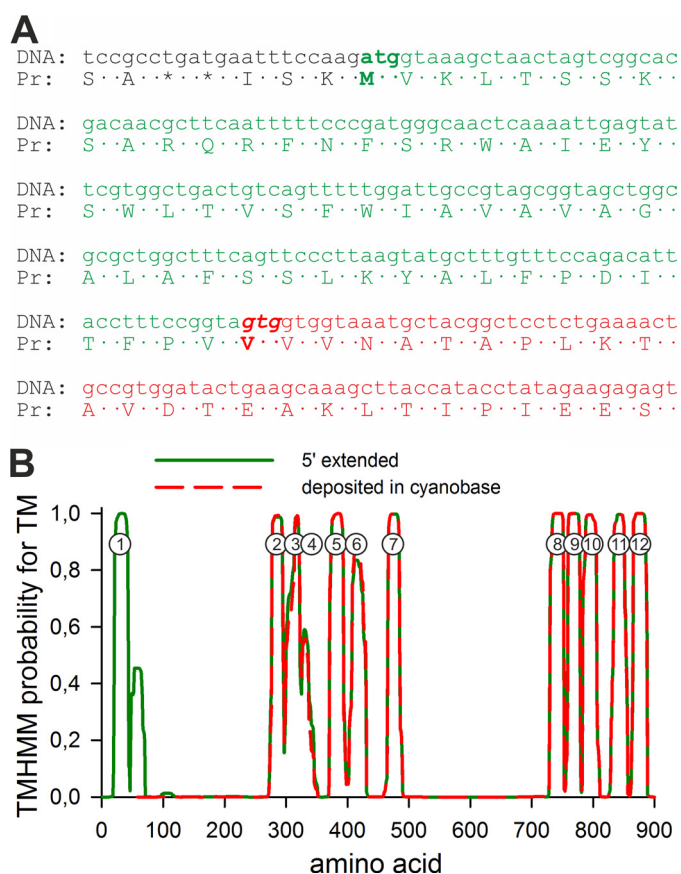 A
DNA: tccgcctgatgaatttccaagatggtaaagctaactagtcggcac
Pr: S··A··*··*··I··S··K··M··V··K··L··T··S··S··K··
DNA: gacaacgcttcaatttttcccgatgggcaactcaaaattgagtat
Pr: S··A··R··Q··R··F··N··F··S··R··W··A··I··E··Y··
DNA: tcgtggctgactgtcagtttttggattgccgtagcggtagctggc
Pr: S··W··L··T··V··S··F··W··I··A··V··A··V··A··G··
DNA: gcgctggctttcagttcccttaagtatgctttgtttccagacatt
Pr: A··L··A··F··S··S··L··K··Y··A··L··F··P··D··I··
DNA: acctttccggtagtggtggtaaatgctacggctcctctgaaaact
Pr: T··F··P··V··V··V··V··N··A··T··A··P··L··K··T··
DNA: gccgtggatactgaagcaaagcttaccatacctatagaagagagt
Pr: A··V··D··T··E··A··K··L··T··I··P··I··E··E··S··
B
5' extended
deposited in cyanobase
TMHMM probability for TM
1,0
0,8
0,6
0,4
0,2
0,0
1 2 3 4 5 6 7 8 9 10 11 12
0 100 200 300 400 500 600 700 800 900
amino acid